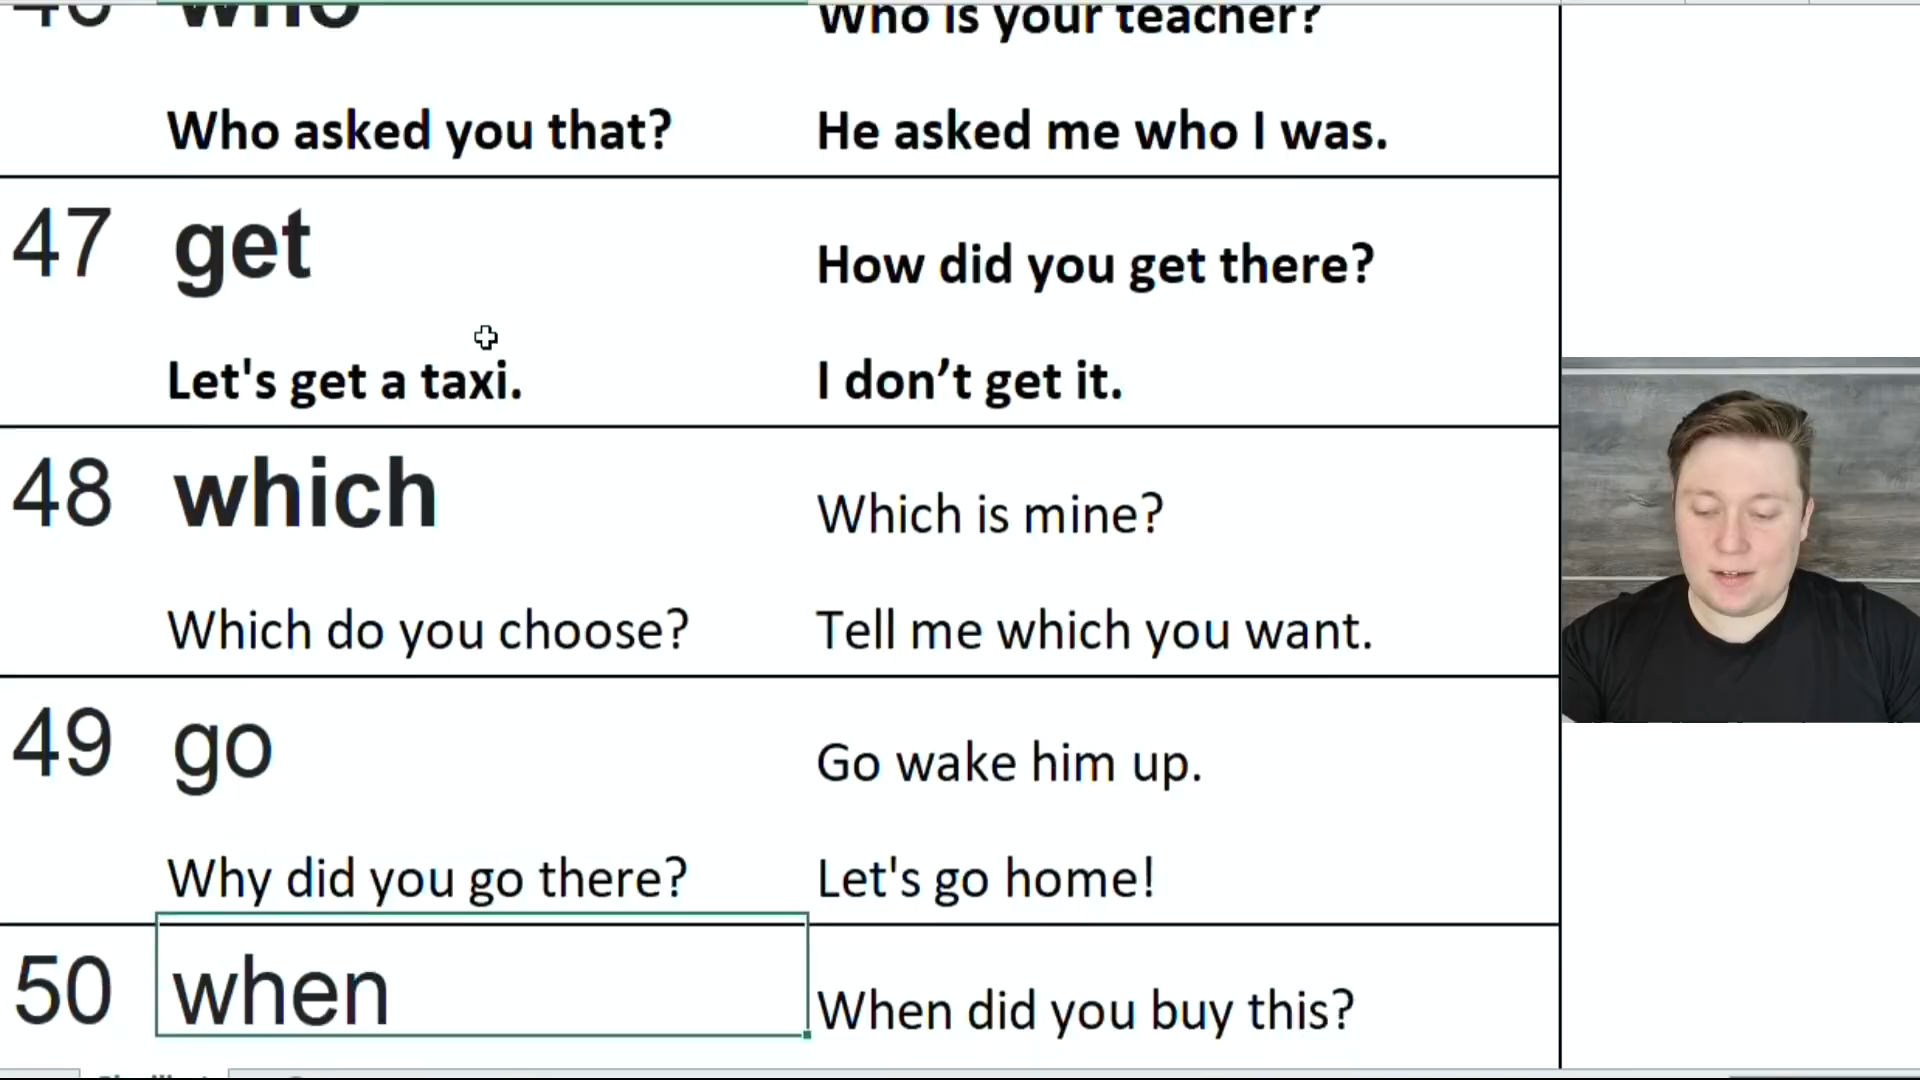 46 who Who is your teacher?
Who asked you that? He asked me who I was.
47 get How did you get there?
Let's get a taxi. I don’t get it.
48 which Which is mine?
Which do you choose? Tell me which you want.
49 go Go wake him up.
Why did you go there? Let's go home!
50 when When did you buy this?